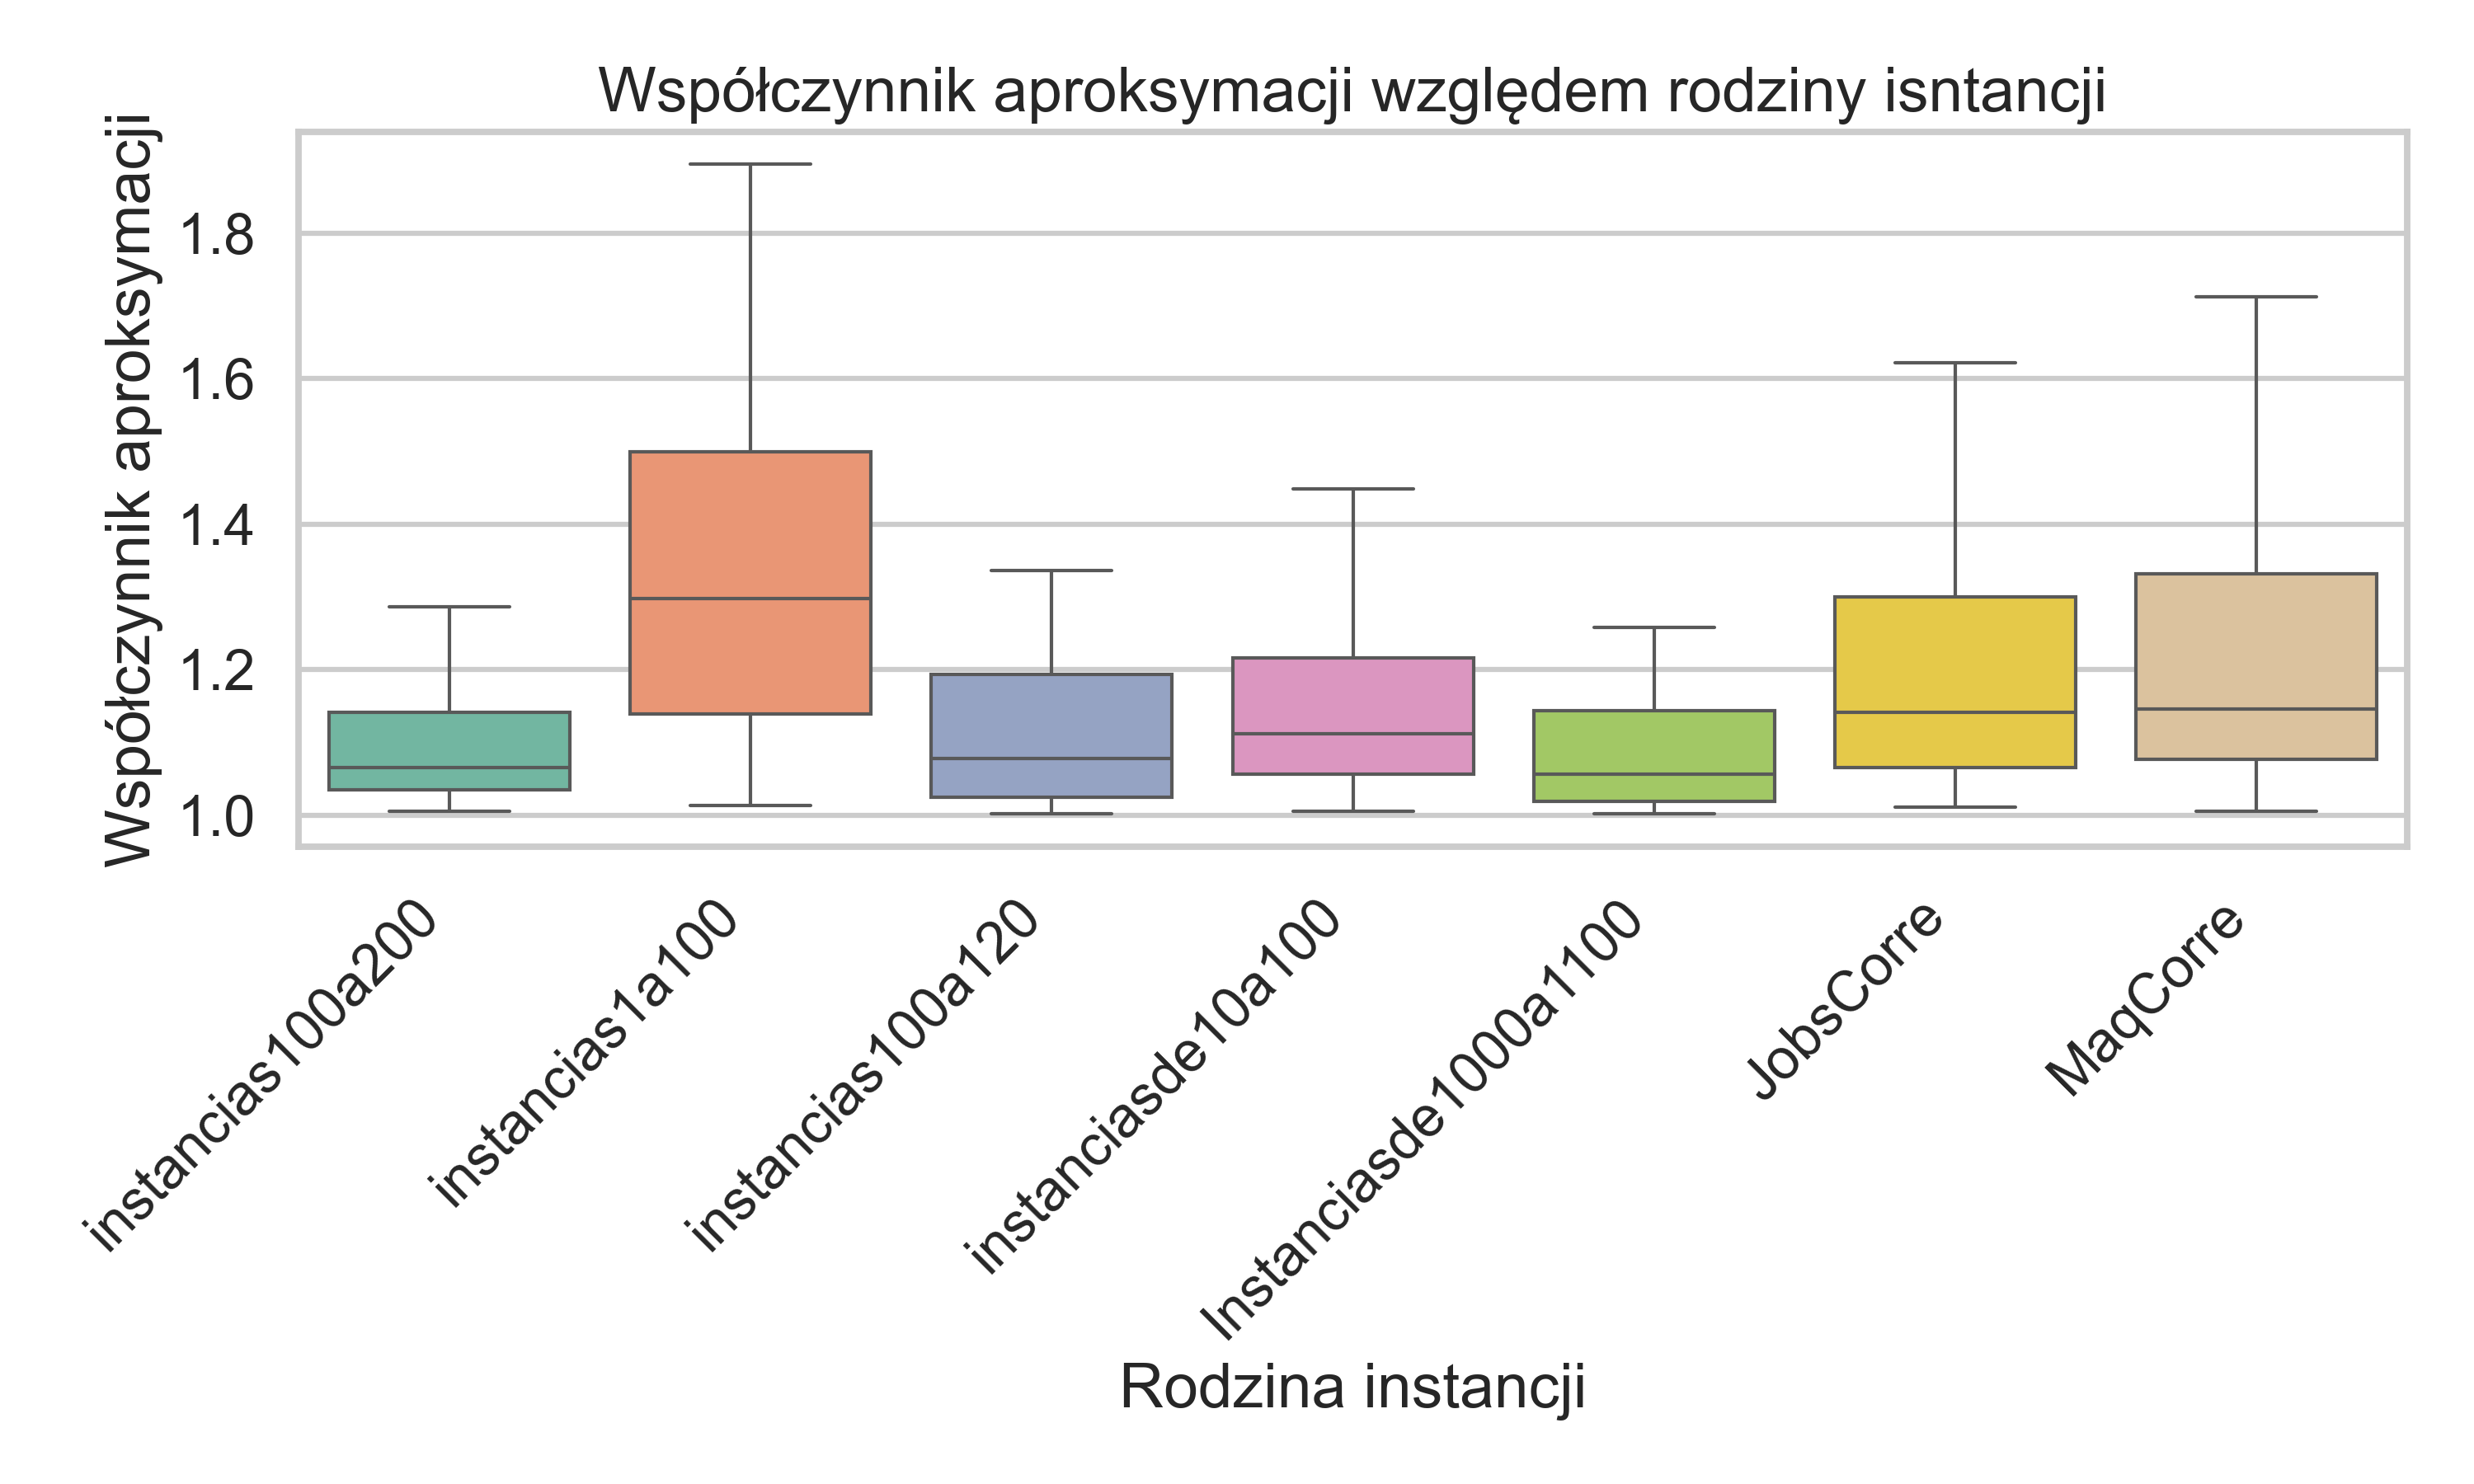 Współczynnik aproksymacji względem rodziny isntancji
Współczynnik aproksymacji
1.8
1.6
1.4
1.2
1.0
instancias100a200
instancias1a100
instancias100a120
instanciasde10a100
Instanciasde1000a1100
JobsCorre
MaqCorre
Rodzina instancji